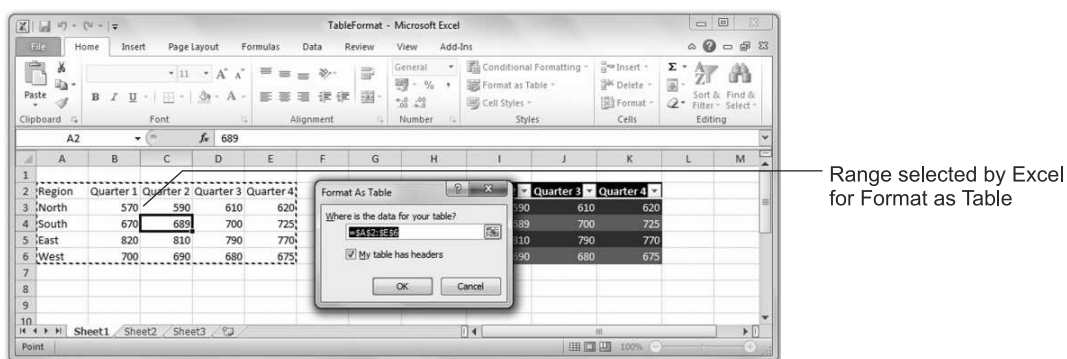 TableFormat - Microsoft Excel
File Home Insert Page Layout Formulas Data Review View Add-Ins
Paste
11
General
Conditional Formatting
Format as Table
Cell Styles
Insert
Delete
Format
Sort & Filter
Find & Select
B I U
A
% ,
Clipboard Font Alignment Number Styles Cells Editing
A2 fx 689
A B C D E F G H I J K L M
1
2 Region Quarter 1 Quarter 2 Quarter 3 Quarter 4 Quarter 3 Quarter 4
3 North 570 590 610 620 590 610 620
4 South 670 689 700 725 689 700 725
5 East 820 810 790 770 810 790 770
6 West 700 690 680 675 690 680 675
7
8
9
10
Format As Table
Where is the data for your table?
=$A$2:$E$6
My table has headers
OK Cancel
Sheet1 Sheet2 Sheet3
Point 100%
Range selected by Excel
for Format as Table